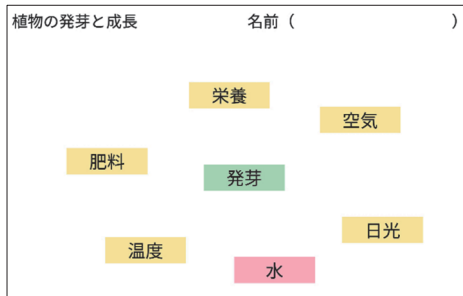 植物の発芽と成長 名前（ ）
栄養
空気
肥料
発芽
日光
温度
水